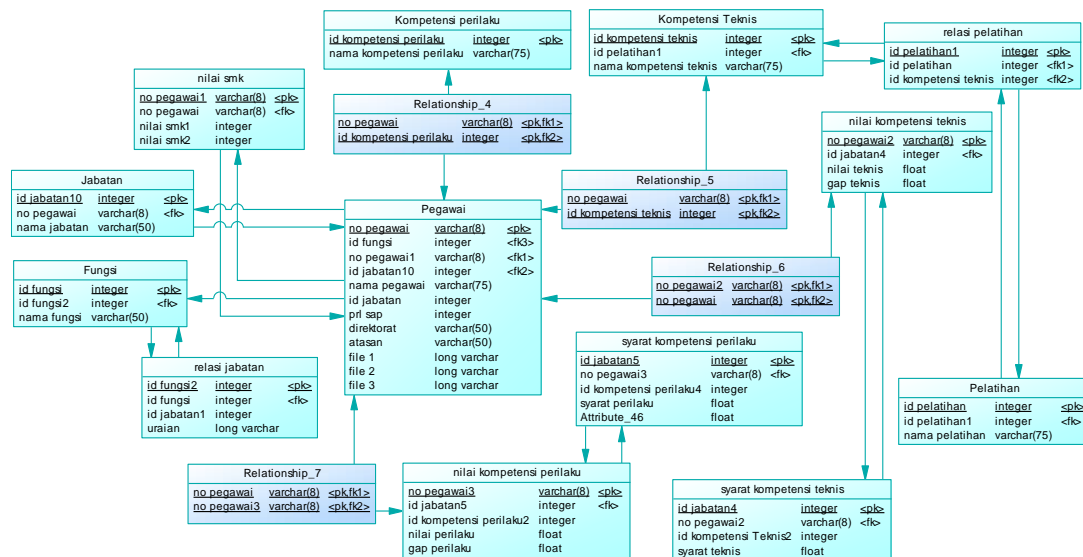 Kompetensi perilaku
id kompetensi perilaku integer <pk>
nama kompetensi perilaku varchar(75)
Kompetensi Teknis
id kompetensi teknis integer <pk>
id pelatihan1 integer <fk>
nama kompetensi teknis varchar(75)
relasi pelatihan
id pelatihan1 integer <pk>
id pelatihan integer <fk1>
id kompetensi teknis integer <fk2>
nilai smk
no pegawai1 varchar(8) <pk>
no pegawai varchar(8) <fk>
nilai smk1 integer
nilai smk2 integer
Relationship_4
no pegawai varchar(8) <pk,fk1>
id kompetensi perilaku integer <pk,fk2>
nilai kompetensi teknis
no pegawai2 varchar(8) <pk>
id jabatan4 integer <fk>
nilai teknis float
gap teknis float
Jabatan
id jabatan10 integer <pk>
no pegawai varchar(8) <fk>
nama jabatan varchar(50)
Relationship_5
no pegawai varchar(8) <pk,fk1>
id kompetensi teknis integer <pk,fk2>
Pegawai
no pegawai varchar(8) <pk>
id fungsi integer <fk3>
no pegawai1 varchar(8) <fk1>
id jabatan10 integer <fk2>
nama pegawai varchar(75)
id jabatan integer
prl sap integer
direktorat varchar(50)
atasan varchar(50)
file 1 long varchar
file 2 long varchar
file 3 long varchar
Fungsi
id fungsi integer <pk>
id fungsi2 integer <fk>
nama fungsi varchar(50)
Relationship_6
no pegawai2 varchar(8) <pk,fk1>
no pegawai varchar(8) <pk,fk2>
relasi jabatan
id fungsi2 integer <pk>
id fungsi integer <fk>
id jabatan1 integer
uraian long varchar
syarat kompetensi perilaku
id jabatan5 integer <pk>
no pegawai3 varchar(8) <fk>
id kompetensi perilaku4 integer
syarat perilaku float
Attribute_46 float
Pelatihan
id pelatihan integer <pk>
id pelatihan1 integer <fk>
nama pelatihan varchar(75)
Relationship_7
no pegawai varchar(8) <pk,fk1>
no pegawai3 varchar(8) <pk,fk2>
nilai kompetensi perilaku
no pegawai3 varchar(8) <pk>
id jabatan5 integer <fk>
id kompetensi perilaku2 integer
nilai perilaku float
gap perilaku float
syarat kompetensi teknis
id jabatan4 integer <pk>
no pegawai2 varchar(8) <fk>
id kompetensi Teknis2 integer
syarat teknis float